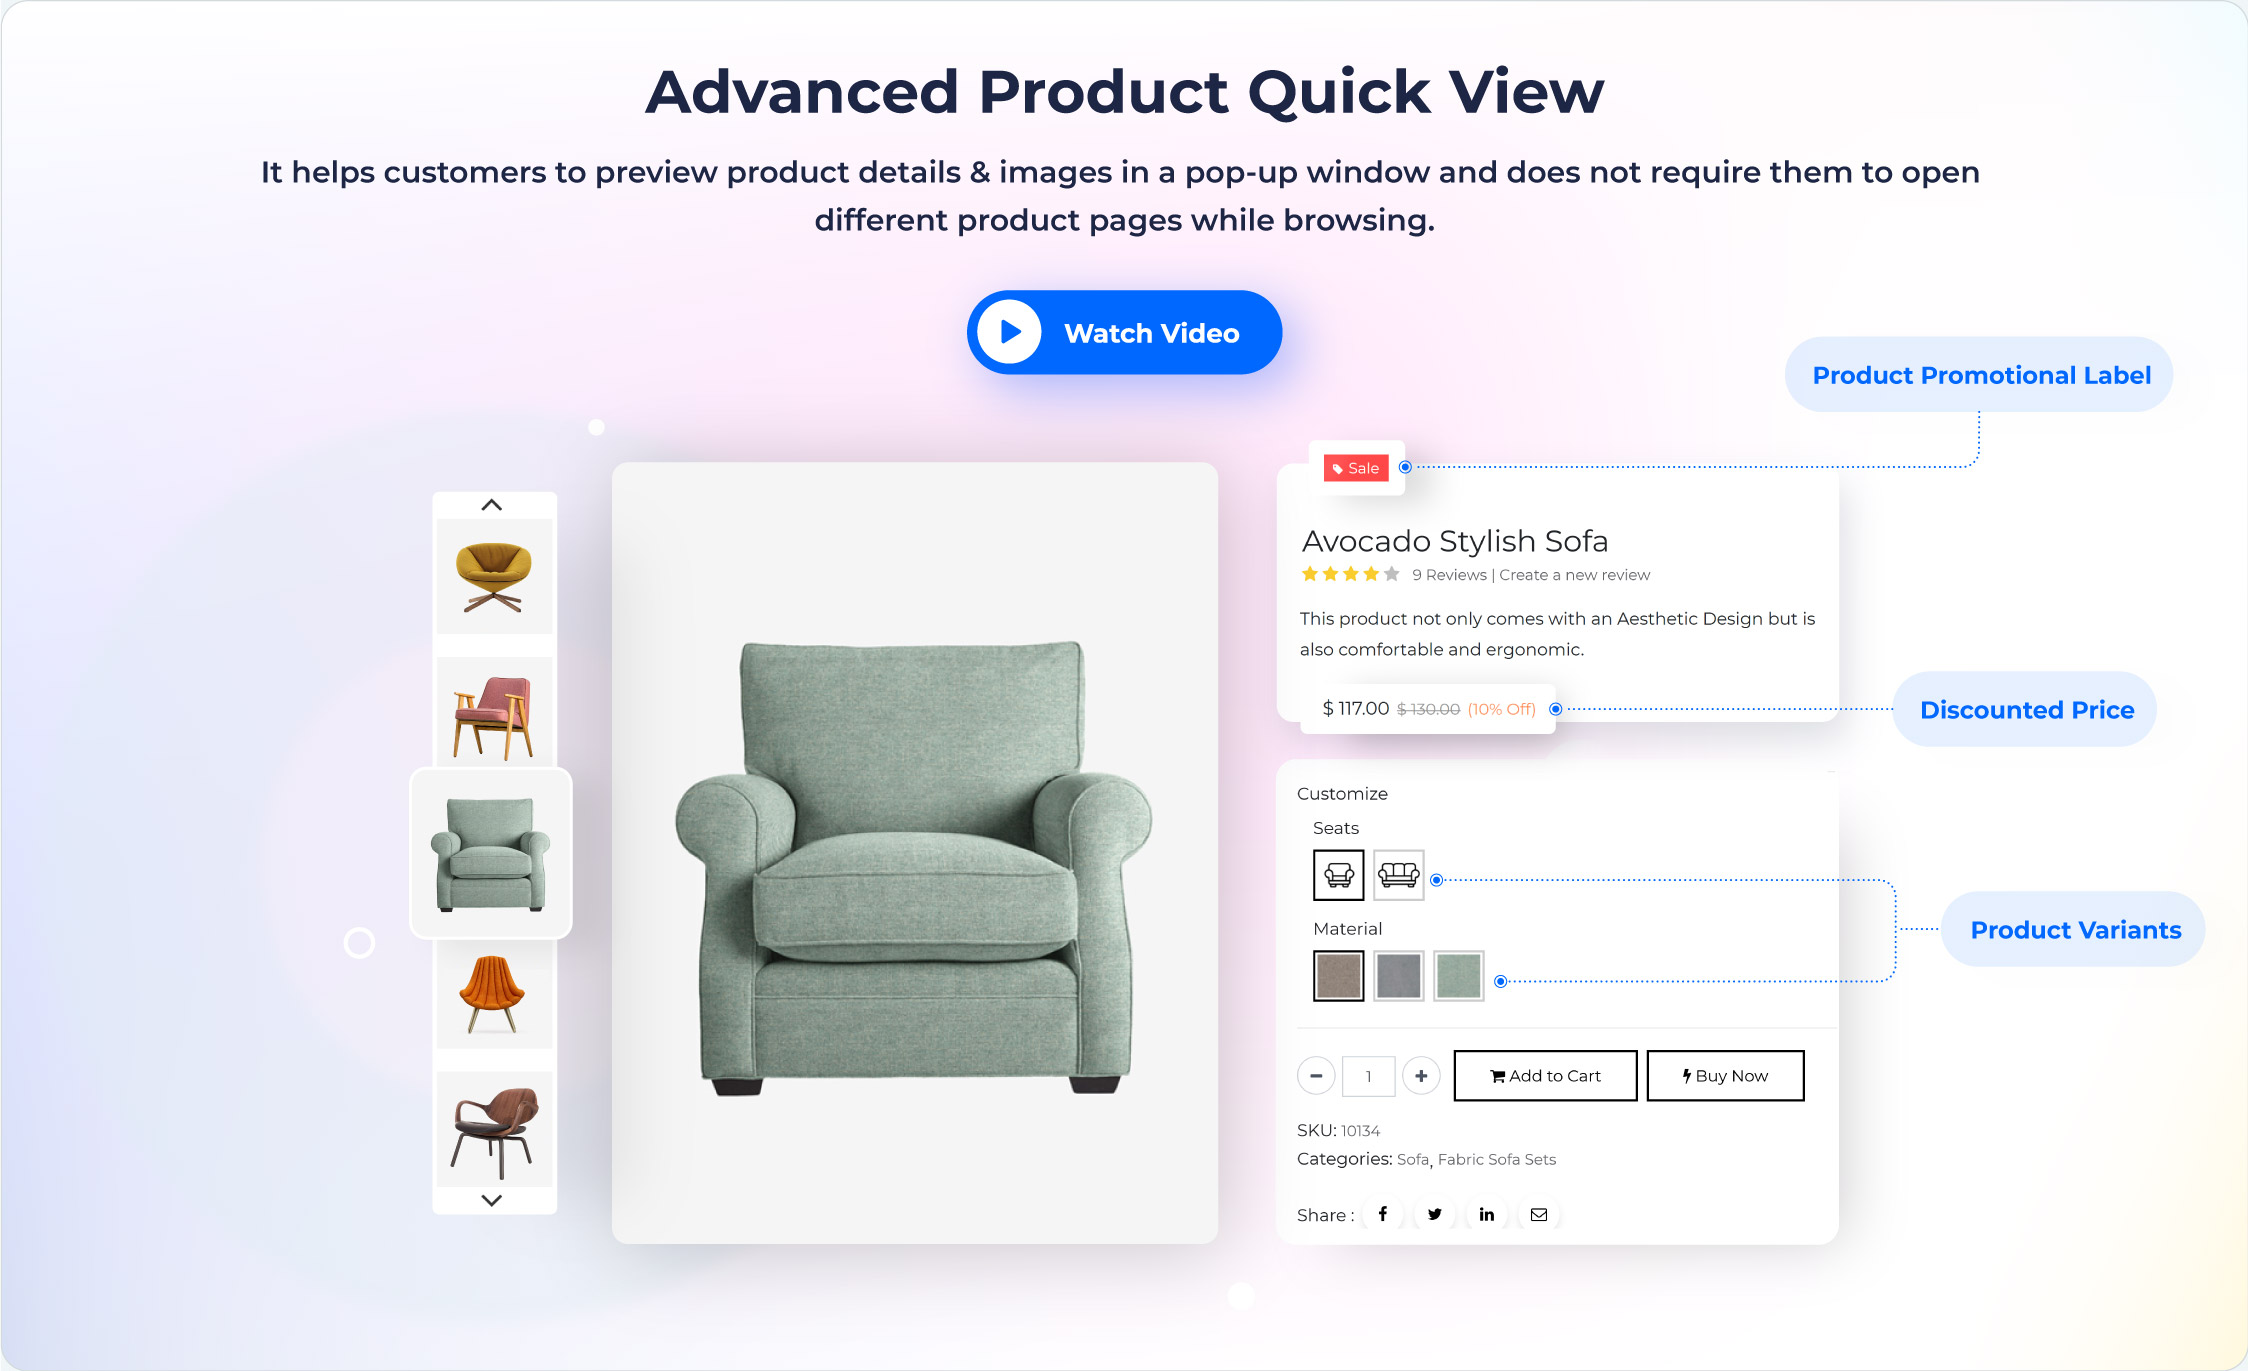 Advanced Product Quick View
It helps customers to preview product details & images in a pop-up window and does not require them to open
different product pages while browsing.
Watch Video
Product Promotional Label
Sale
Avocado Stylish Sofa
9 Reviews | Create a new review
This product not only comes with an Aesthetic Design but is
also comfortable and ergonomic.
$ 117.00 $ 130.00 (10% Off)
Discounted Price
Customize
Seats
Material
Product Variants
1
Add to Cart
Buy Now
SKU: 10134
Categories: Sofa, Fabric Sofa Sets
Share :